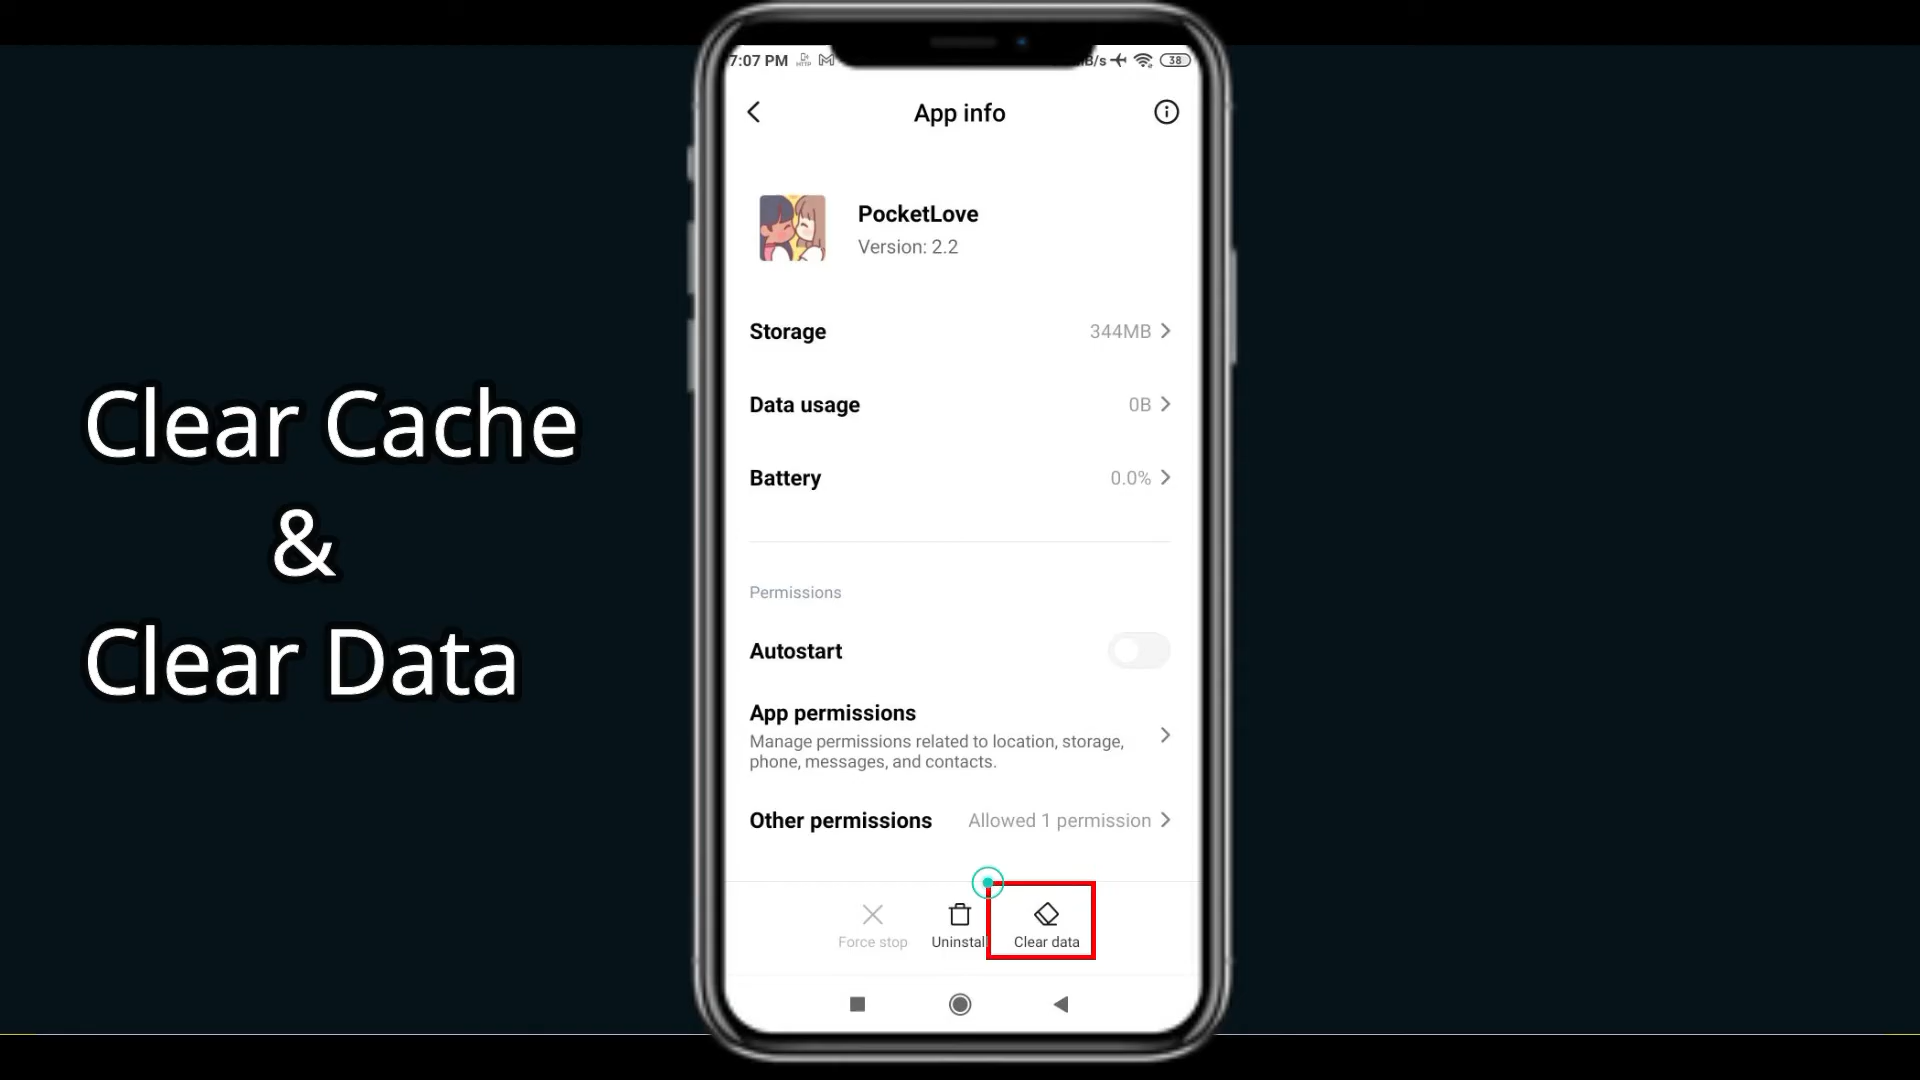 Clear Cache
&
Clear Data
7:07 PM
B/s
38
App info
PocketLove
Version: 2.2
Storage 344MB
Data usage 0B
Battery 0.0%
Permissions
Autostart
App permissions
Manage permissions related to location, storage,
phone, messages, and contacts.
Other permissions Allowed 1 permission
Force stop Uninstall Clear data